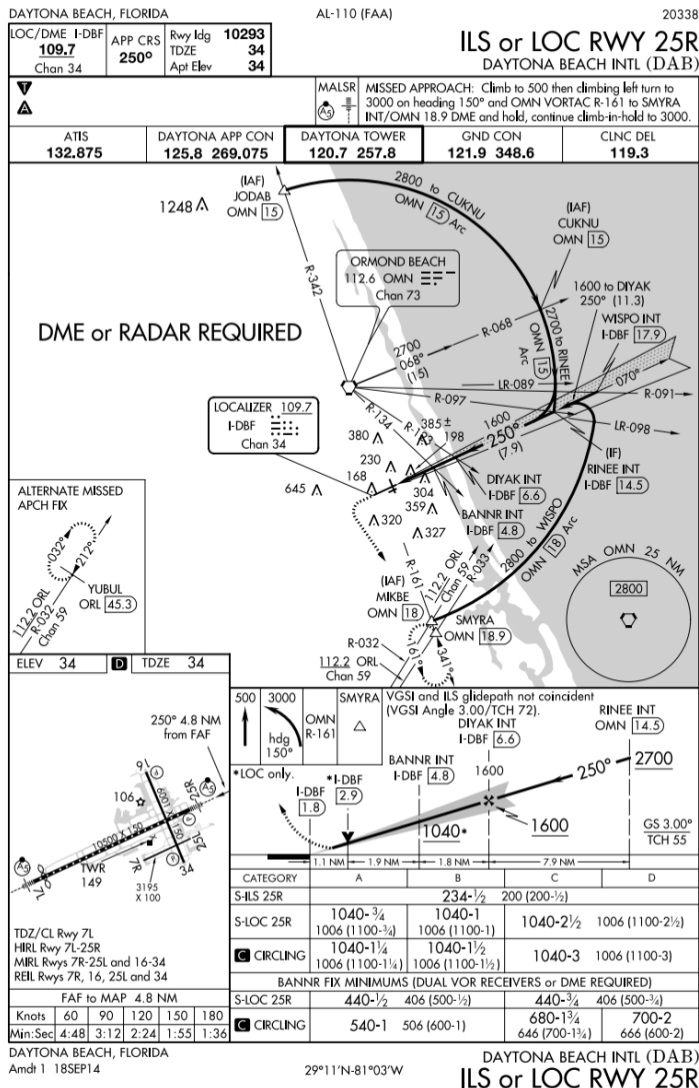 DAYTONA BEACH, FLORIDA AL-110 (FAA) 20338
LOC/DME I-DBF
109.7
Chan 34
APP CRS
250°
Rwy ldg 10293
TDZE 34
Apt Elev 34
ILS or LOC RWY 25R
DAYTONA BEACH INTL (DAB)
T
A
MALSR
A5
MISSED APPROACH: Climb to 500 then climbing left turn to
3000 on heading 150° and OMN VORTAC R-161 to SMYRA
INT/OMN 18.9 DME and hold, continue climb-in-hold to 3000.
ATIS
132.875
DAYTONA APP CON
125.8 269.075
DAYTONA TOWER
120.7 257.8
GND CON
121.9 348.6
CLNC DEL
119.3
1248
(IAF)
JODAB
OMN 15
2800 to CUKNU
OMN 15 Arc
(IAF)
CUKNU
OMN 15
1600 to DIYAK
250° (11.3)
WISPO INT
I-DBF 17.9
ORMOND BEACH
112.6 OMN
Chan 73
R-342
DME or RADAR REQUIRED
2700
068°
(15)
R-068
2700 to RINEE
OMN 15
Arc
LR-089
R-097
070°
R-091
LR-098
LOCALIZER 109.7
I-DBF
Chan 34
R-134
R-123
385±
198
380
1600
250°
(7.9)
(IF)
RINEE INT
I-DBF 14.5
230
168
645
304
359
320
327
DIYAK INT
I-DBF 6.6
BANNR INT
I-DBF 4.8
2800 to WISPO
OMN 18 Arc
ALTERNATE MISSED
APCH FIX
032°
212°
YUBUL
ORL 45.3
112.2 ORL
R-032
Chan 59
R-161
(IAF)
MIKBE
OMN 18
112.2 ORL
Chan 59
R-033
SMYRA
OMN 18.9
R-032
112.2 ORL
Chan 59
161°
341°
MSA OMN 25 NM
2800
ELEV 34 D TDZE 34
250° 4.8 NM
from FAF
A5
106
16
25R
6001 X 150
10500 X 150
25L
TWR
149
7R
34
3195
X 100
7L
A5
TDZ/CL Rwy 7L
HIRL Rwy 7L-25R
MIRL Rwys 7R-25L and 16-34
REIL Rwys 7R, 16, 25L and 34
FAF to MAP 4.8 NM
Knots 60 90 120 150 180
Min:Sec 4:48 3:12 2:24 1:55 1:36
500
3000
hdg
150°
OMN
R-161
SMYRA
VGSI and ILS glidepath not coincident
(VGSI Angle 3.00/TCH 72).
*LOC only.
I-DBF
1.8
*I-DBF
2.9
BANNR INT
I-DBF 4.8
DIYAK INT
I-DBF 6.6
RINEE INT
OMN 14.5
1600
250°
2700
1040*
1600
GS 3.00°
TCH 55
1.1 NM 1.9 NM 1.8 NM 7.9 NM
CATEGORY A B C D
S-ILS 25R 234-½ 200 (200-½)
S-LOC 25R
1040-¾
1006 (1100-¾)
1040-1
1006 (1100-1)
1040-2½ 1006 (1100-2½)
C CIRCLING
1040-1¼
1006 (1100-1¼)
1040-1½
1006 (1100-1½)
1040-3 1006 (1100-3)
BANNR FIX MINIMUMS (DUAL VOR RECEIVERS or DME REQUIRED)
S-LOC 25R 440-½ 406 (500-½) 440-¾ 406 (500-¾)
C CIRCLING
540-1 506 (600-1)
680-1¾
646 (700-1¾)
700-2
666 (600-2)
DAYTONA BEACH, FLORIDA
Amdt 1 18SEP14
29°11'N-81°03'W
DAYTONA BEACH INTL (DAB)
ILS or LOC RWY 25R